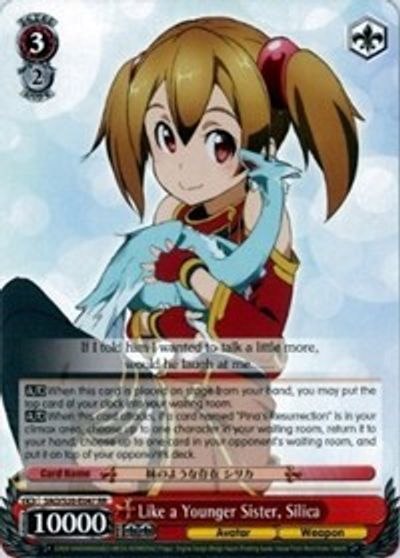 3
2
If I told him I wanted to talk a little more,
would he laugh at me...
When this card is placed on stage from your hand, you may put the
top card of your clock into your waiting room.
When this card attacks, if a card named "Pina's Resurrection" is in your
climax area, choose up to one character in your waiting room, return it to
your hand, choose up to one card in your opponent's waiting room, and put
it on top of your opponent's deck.
Card Name 妹のような存在 シリカ
10000 Like a Younger Sister, Silica
Avatar Weapon